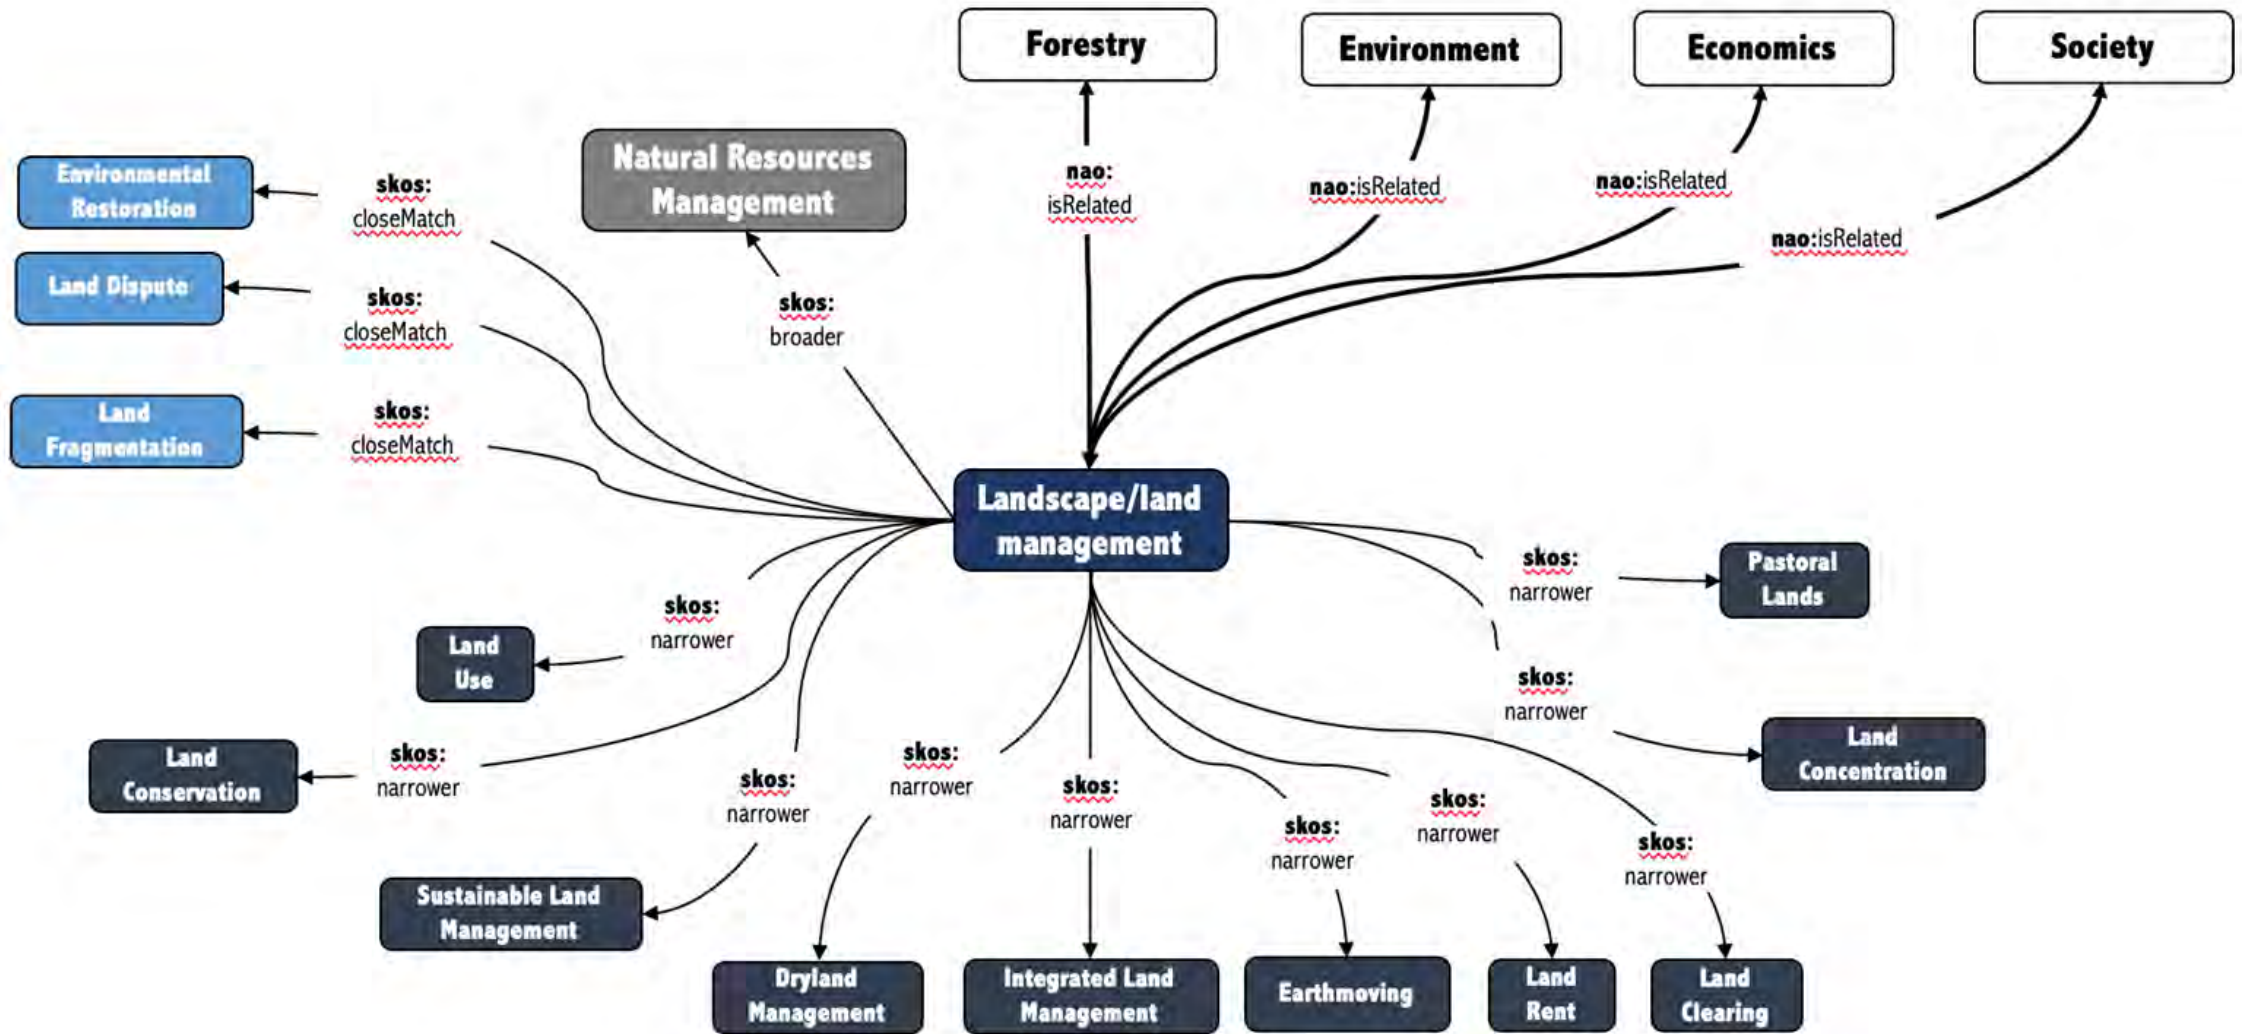 Forestry
Environment
Economics
Society
Natural Resources
Management
Environmental
Restoration
skos:
closeMatch
nao:
isRelated
nao:isRelated
nao:isRelated
nao:isRelated
Land Dispute
skos:
closeMatch
skos:
broader
Land
Fragmentation
skos:
closeMatch
Landscape/land
management
skos:
narrower
Pastoral
Lands
skos:
narrower
Land
Use
skos:
narrower
Land
Concentration
skos:
narrower
Land
Conservation
skos:
narrower
skos:
narrower
skos:
narrower
skos:
narrower
skos:
narrower
skos:
narrower
skos:
narrower
Sustainable Land
Management
Dryland
Management
Integrated Land
Management
Earthmoving
Land
Rent
Land
Clearing